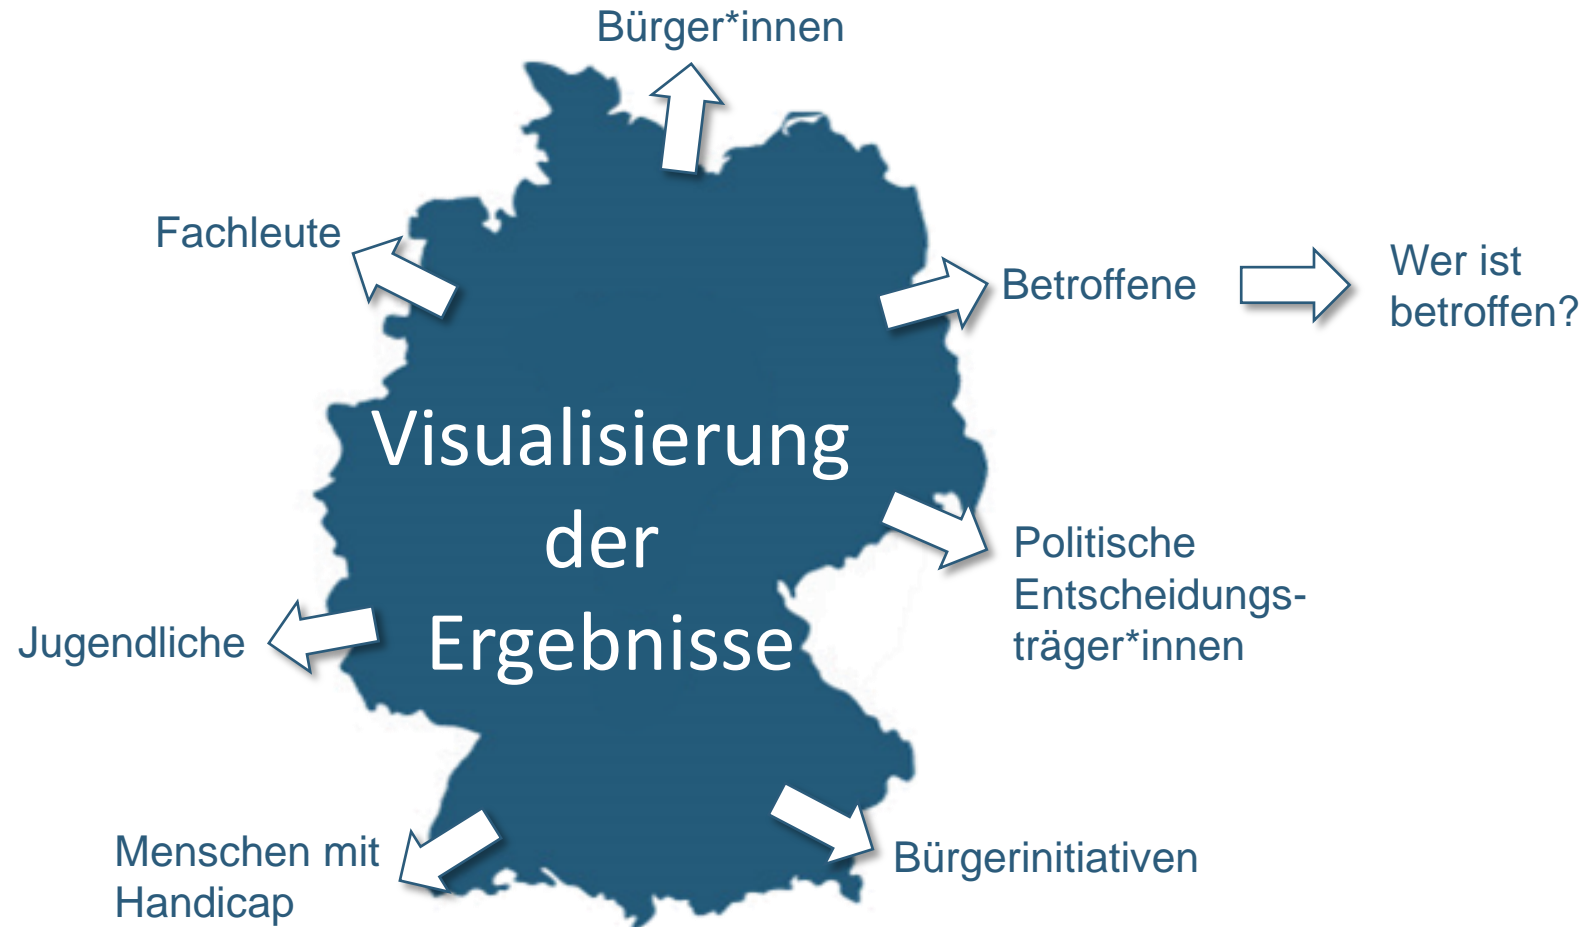 Bürger*innen
Fachleute
Betroffene
Wer ist
betroffen?
Visualisierung
der
Ergebnisse
Politische
Entscheidungs-
träger*innen
Jugendliche
Menschen mit
Handicap
Bürgerinitiativen